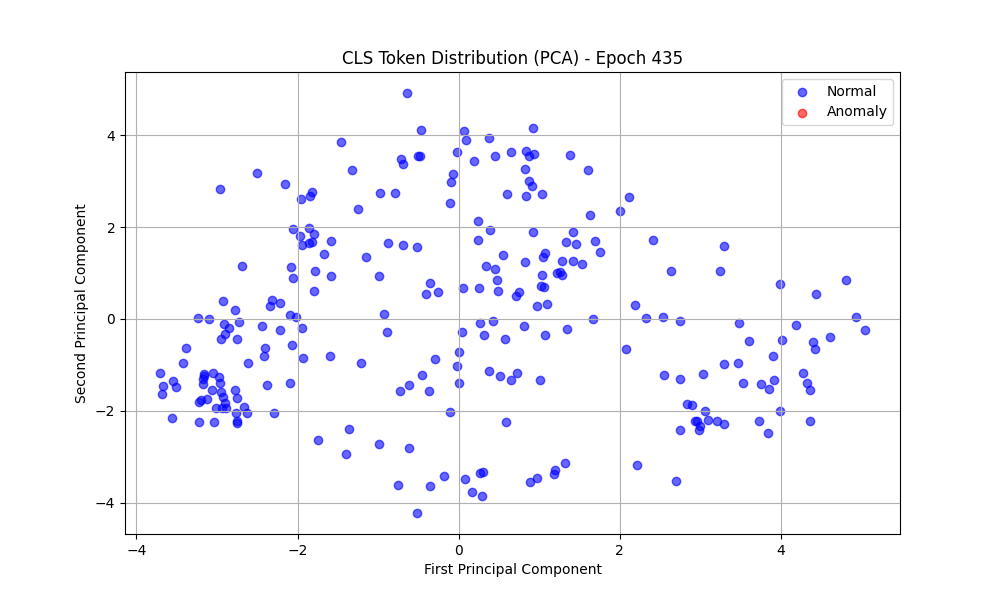 CLS Token Distribution (PCA) - Epoch 435
Normal
Anomaly
Second Principal Component
4
2
0
−2
−4
−4
−2
0
2
4
First Principal Component